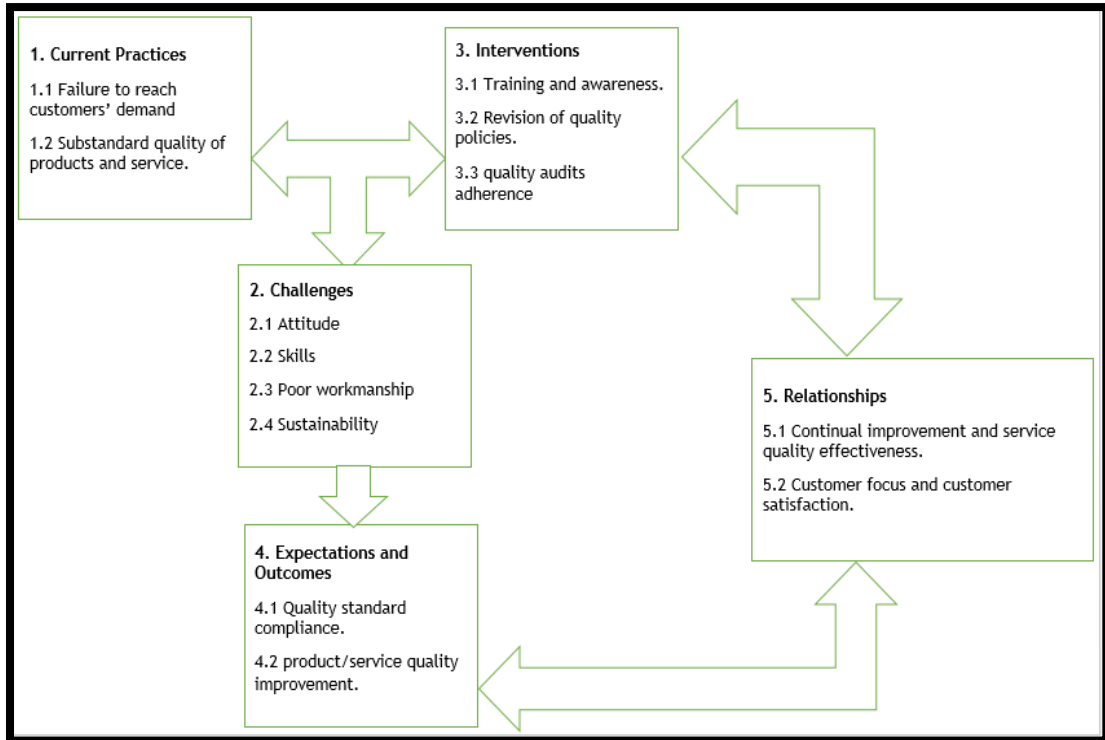 1. Current Practices
1.1 Failure to reach
customers’ demand
1.2 Substandard quality of
products and service.
3. Interventions
3.1 Training and awareness.
3.2 Revision of quality
policies.
3.3 quality audits
adherence
2. Challenges
2.1 Attitude
2.2 Skills
2.3 Poor workmanship
2.4 Sustainability
5. Relationships
5.1 Continual improvement and service
quality effectiveness.
5.2 Customer focus and customer
satisfaction.
4. Expectations and
Outcomes
4.1 Quality standard
compliance.
4.2 product/service quality
improvement.